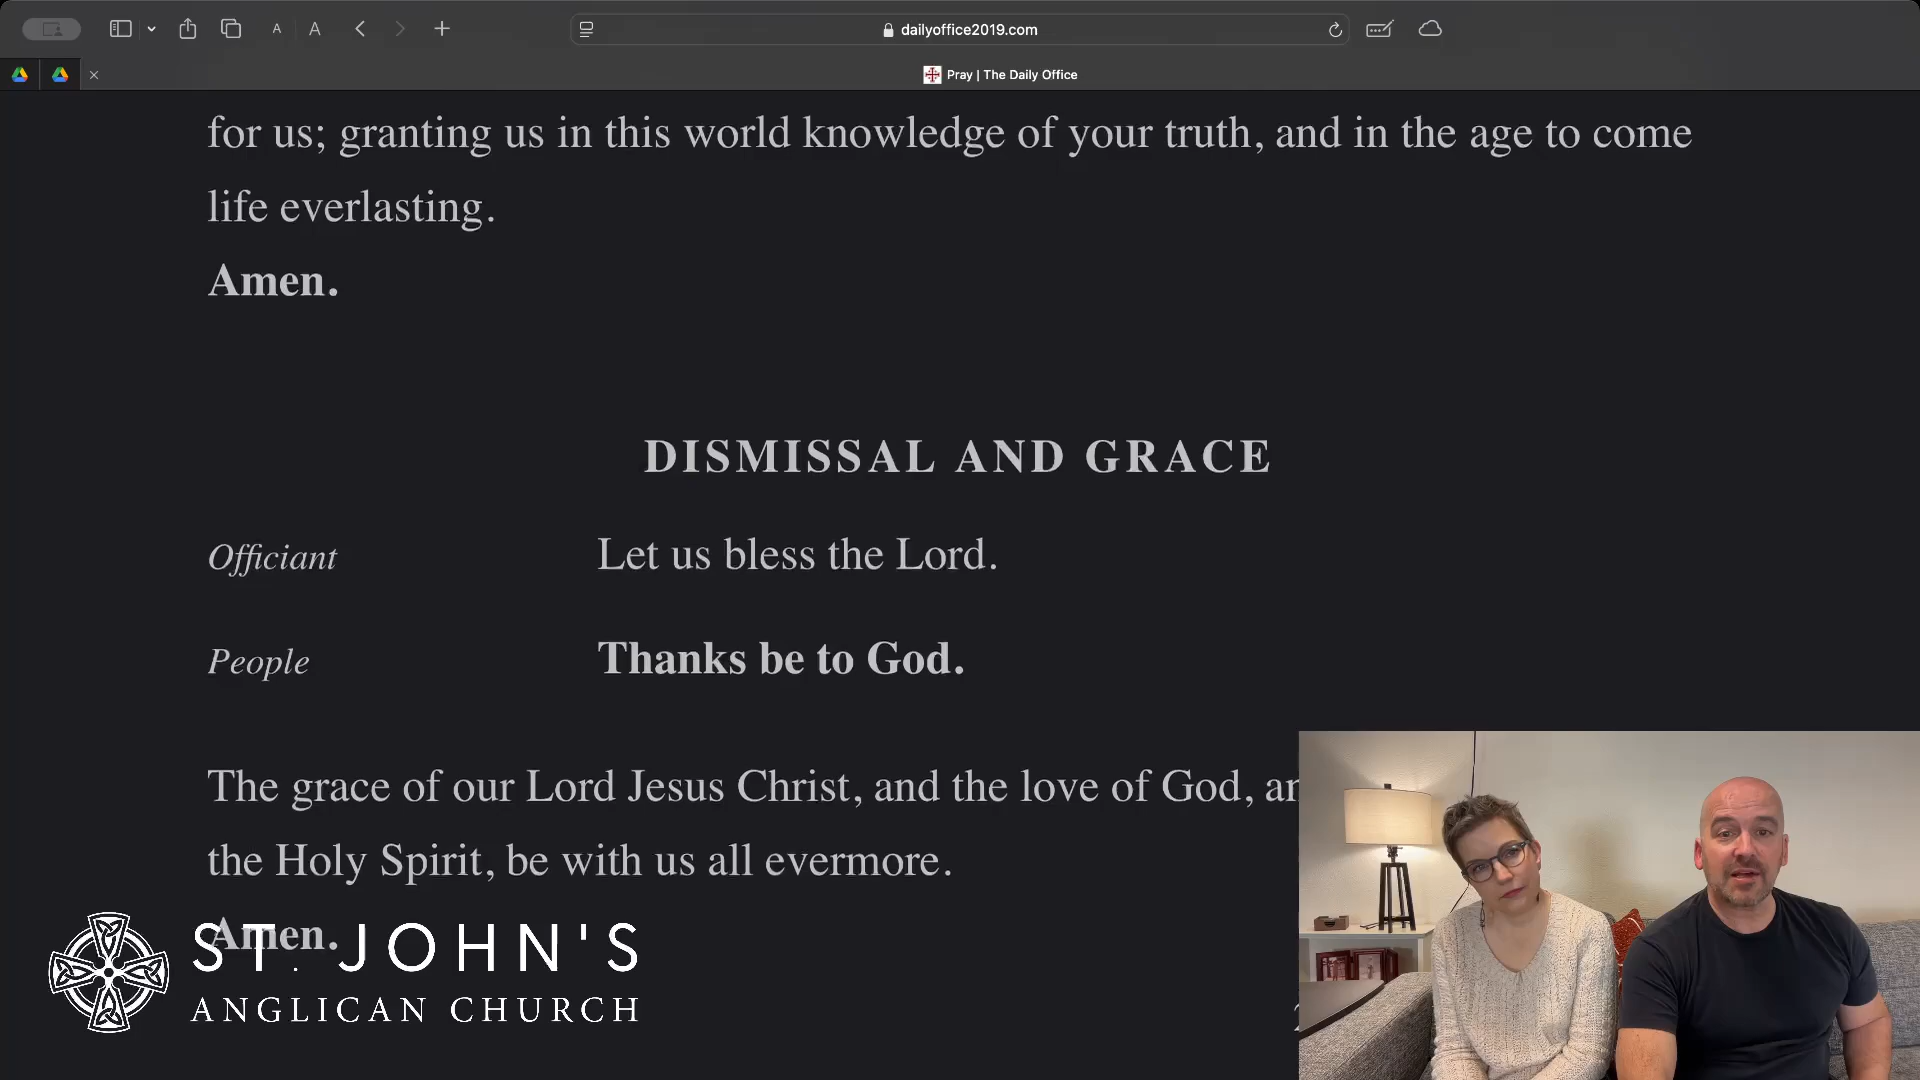 A A dailyoffice2019.com
Pray | The Daily Office
for us; granting us in this world knowledge of your truth, and in the age to come
life everlasting.
Amen.
DISMISSAL AND GRACE
Officiant Let us bless the Lord.
People Thanks be to God.
The grace of our Lord Jesus Christ, and the love of God,
the Holy Spirit, be with us all evermore.
Amen.
ST. JOHN'S
ANGLICAN CHURCH